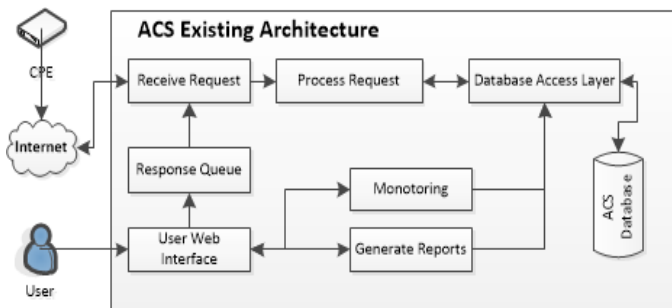 ACS Existing Architecture
CPE
Receive Request
Process Request
Database Access Layer
Internet
Response Queue
Monotoring
ACS
Database
User Web
Interface
Generate Reports
User